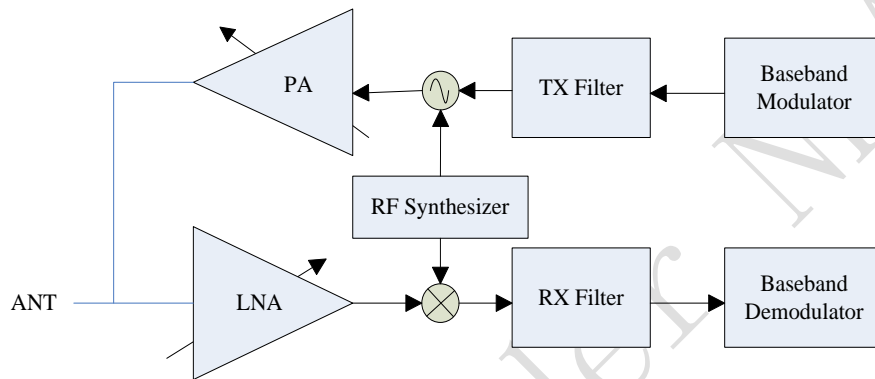 PA
TX Filter
Baseband
Modulator
RF Synthesizer
ANT
LNA
RX Filter
Baseband
Demodulator